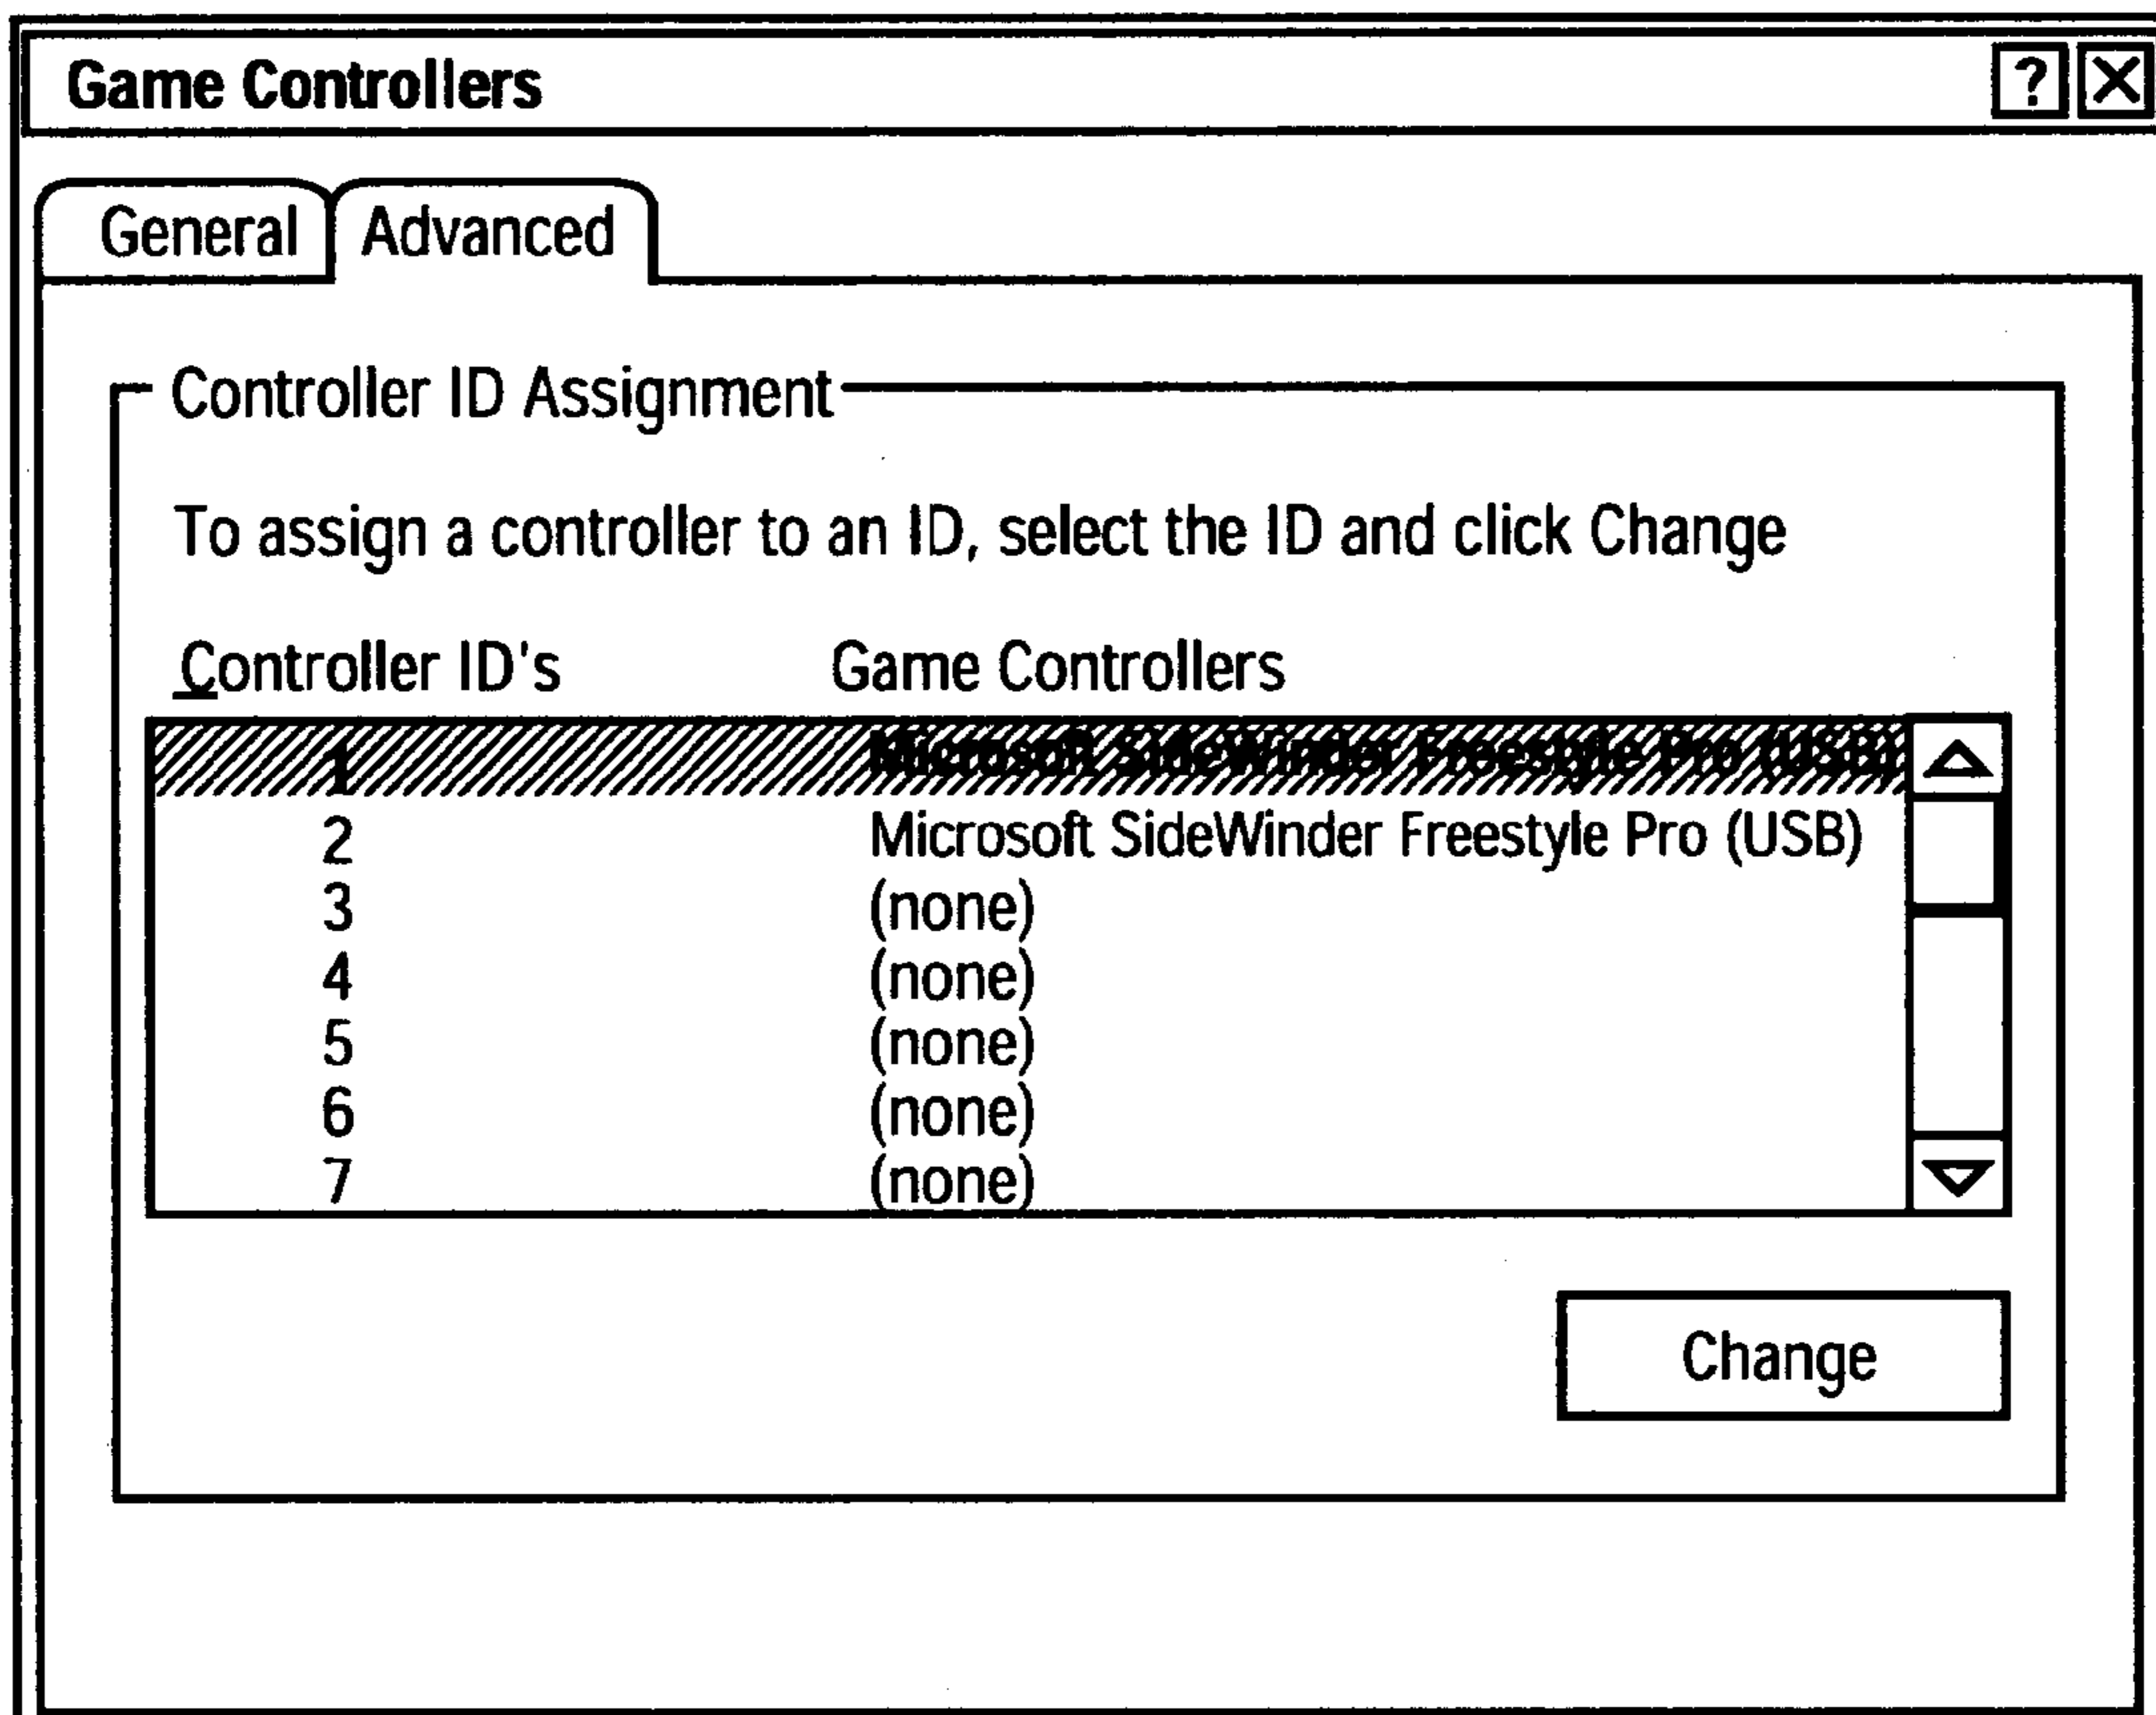 Game Controllers ? X
General Advanced
Controller ID Assignment
To assign a controller to an ID, select the ID and click Change
Controller ID's Game Controllers
1 Microsoft SideWinder Freestyle Pro (USB)
2 Microsoft SideWinder Freestyle Pro (USB)
3 (none)
4 (none)
5 (none)
6 (none)
7 (none)
Change